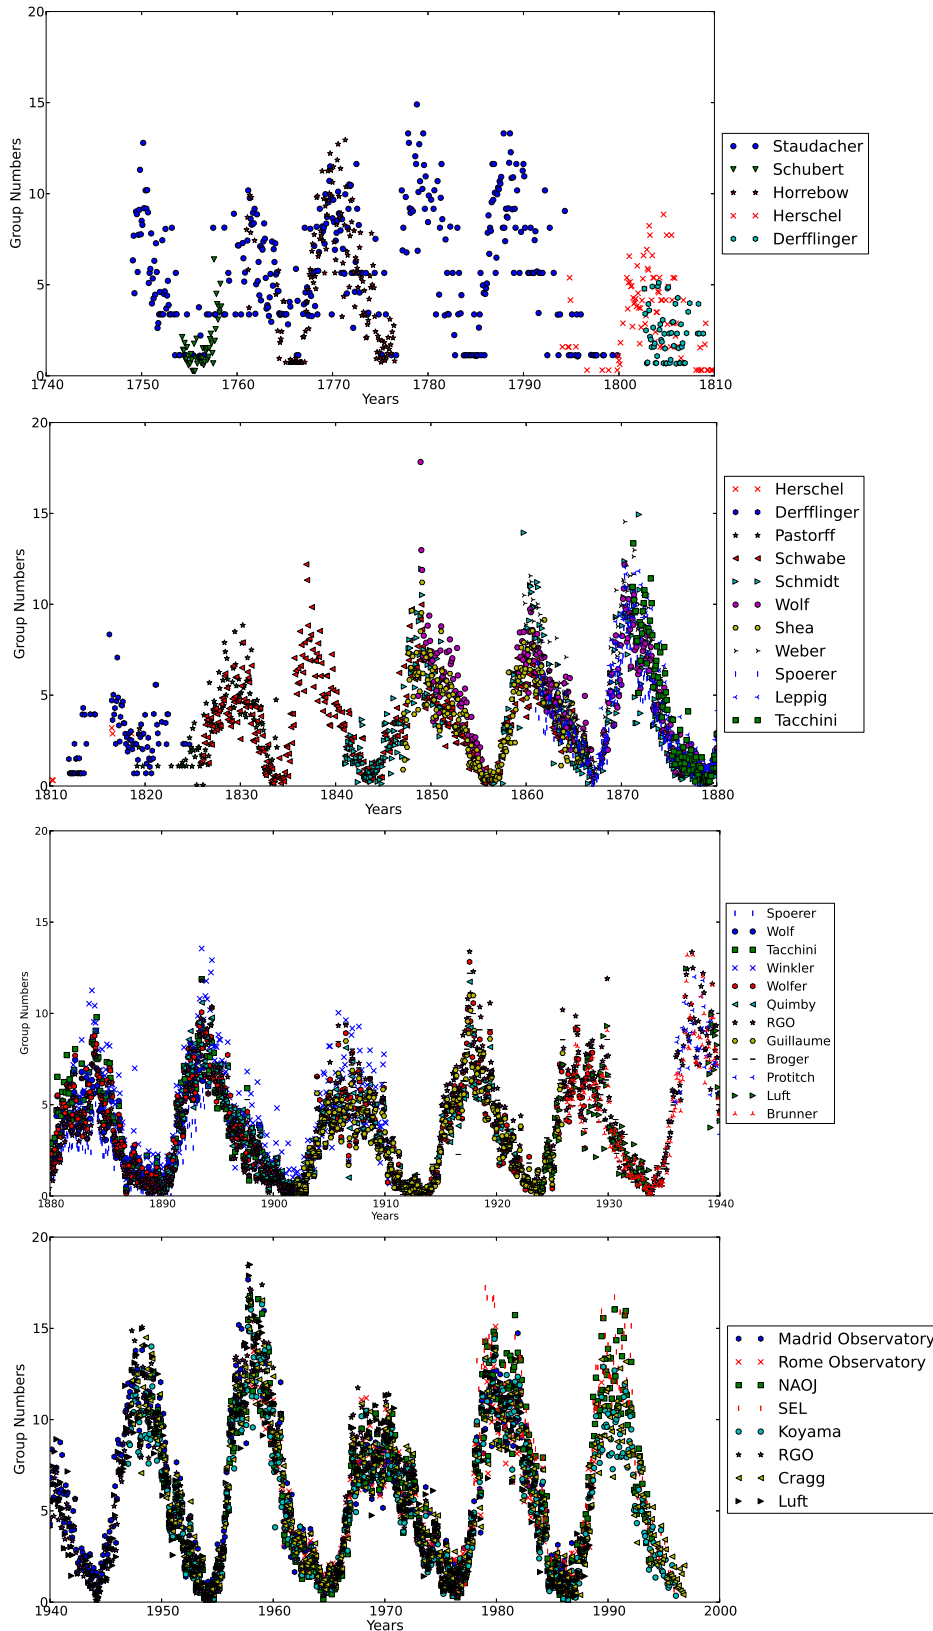 20
15
10
5
0
Group Numbers
1740 1750 1760 1770 1780 1790 1800 1810
Years
Staudacher
Schubert
Horrebow
Herschel
Derfflinger
20
15
10
5
0
Group Numbers
1810 1820 1830 1840 1850 1860 1870 1880
Years
Herschel
Derfflinger
Pastorff
Schwabe
Schmidt
Wolf
Shea
Weber
Spoerer
Leppig
Tacchini
20
15
10
5
0
Group Numbers
1880 1890 1900 1910 1920 1930 1940
Years
Spoerer
Wolf
Tacchini
Winkler
Wolfer
Quimby
RGO
Guillaume
Broger
Protitch
Luft
Brunner
20
15
10
5
0
Group Numbers
1940 1950 1960 1970 1980 1990 2000
Years
Madrid Observatory
Rome Observatory
NAOJ
SEL
Koyama
RGO
Cragg
Luft